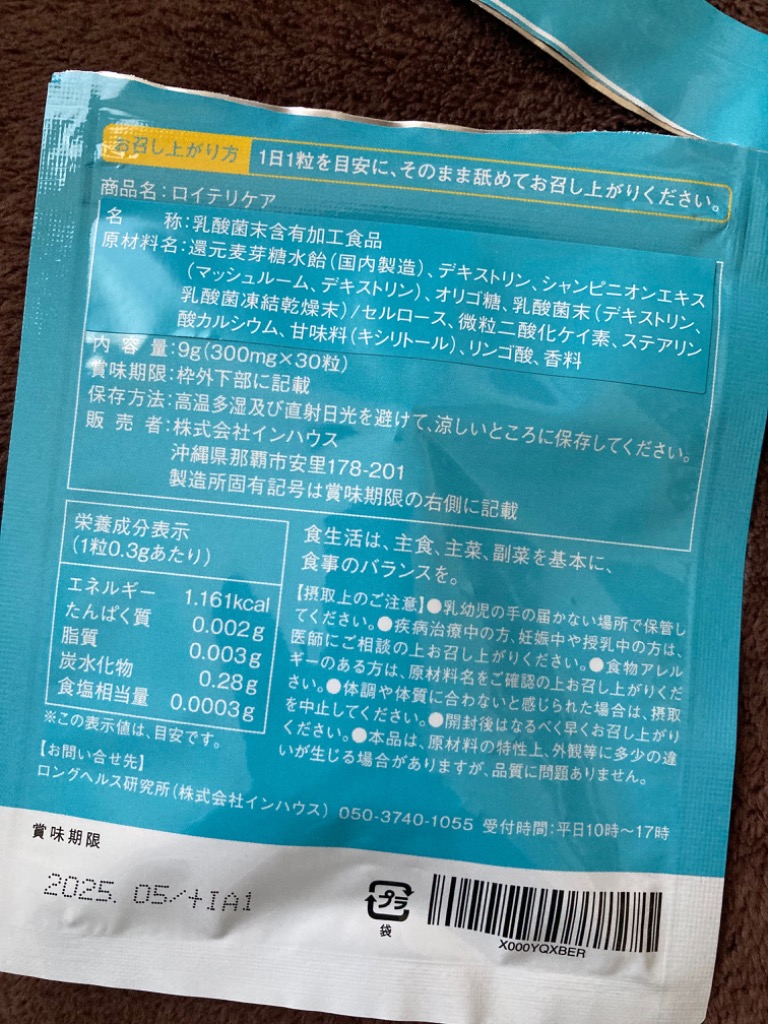 お召し上がり方 1日1粒を目安に、そのまま舐めてお召し上がりください。
商品名：ロイテリケア
名　　称：乳酸菌末含有加工食品
原材料名：還元麦芽糖水飴（国内製造）、デキストリン、シャンピニオンエキス
（マッシュルーム、デキストリン）、オリゴ糖、乳酸菌末（デキストリン、
乳酸菌凍結乾燥末）/セルロース、微粒二酸化ケイ素、ステアリン
酸カルシウム、甘味料（キシリトール）、リンゴ酸、香料
内 容 量：9g（300mg×30粒）
賞味期限：枠外下部に記載
保存方法：高温多湿及び直射日光を避けて、涼しいところに保存してください。
販 売 者：株式会社インハウス
沖縄県那覇市安里178-201
製造所固有記号は賞味期限の右側に記載
栄養成分表示
（1粒0.3gあたり）
エネルギー 1.161kcal
たんぱく質 0.002g
脂質 0.003g
炭水化物 0.28g
食塩相当量 0.0003g
※この表示値は、目安です。
食生活は、主食、主菜、副菜を基本に、
食事のバランスを。
【摂取上のご注意】●乳幼児の手の届かない場所で保管し
てください。●疾病治療中の方、妊娠中や授乳中の方は、
医師にご相談の上お召し上がりください。●食物アレル
ギーのある方は、原材料名をご確認の上お召し上がりくだ
さい。●体調や体質に合わないと感じられた場合は、摂取
を中止してください。●開封後はなるべく早くお召し上がり
ください。●本品は、原材料の特性上、外観等に多少の違
いが生じる場合がありますが、品質に問題ありません。
【お問い合せ先】
ロングヘルス研究所（株式会社インハウス） 050-3740-1055 受付時間：平日10時～17時
賞味期限
2025. 05/+IA1
プラ
袋
X000YQXBER